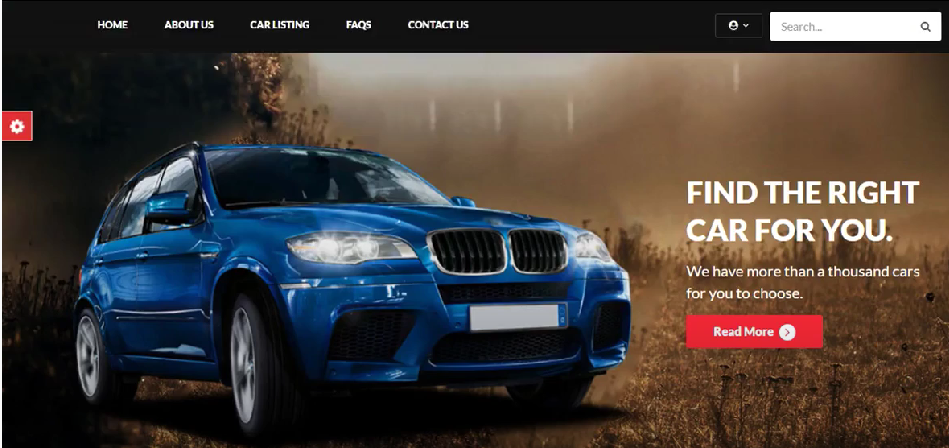 HOME ABOUT US CAR LISTING FAQS CONTACT US Search...
FIND THE RIGHT
CAR FOR YOU.
We have more than a thousand cars
for you to choose.
Read More